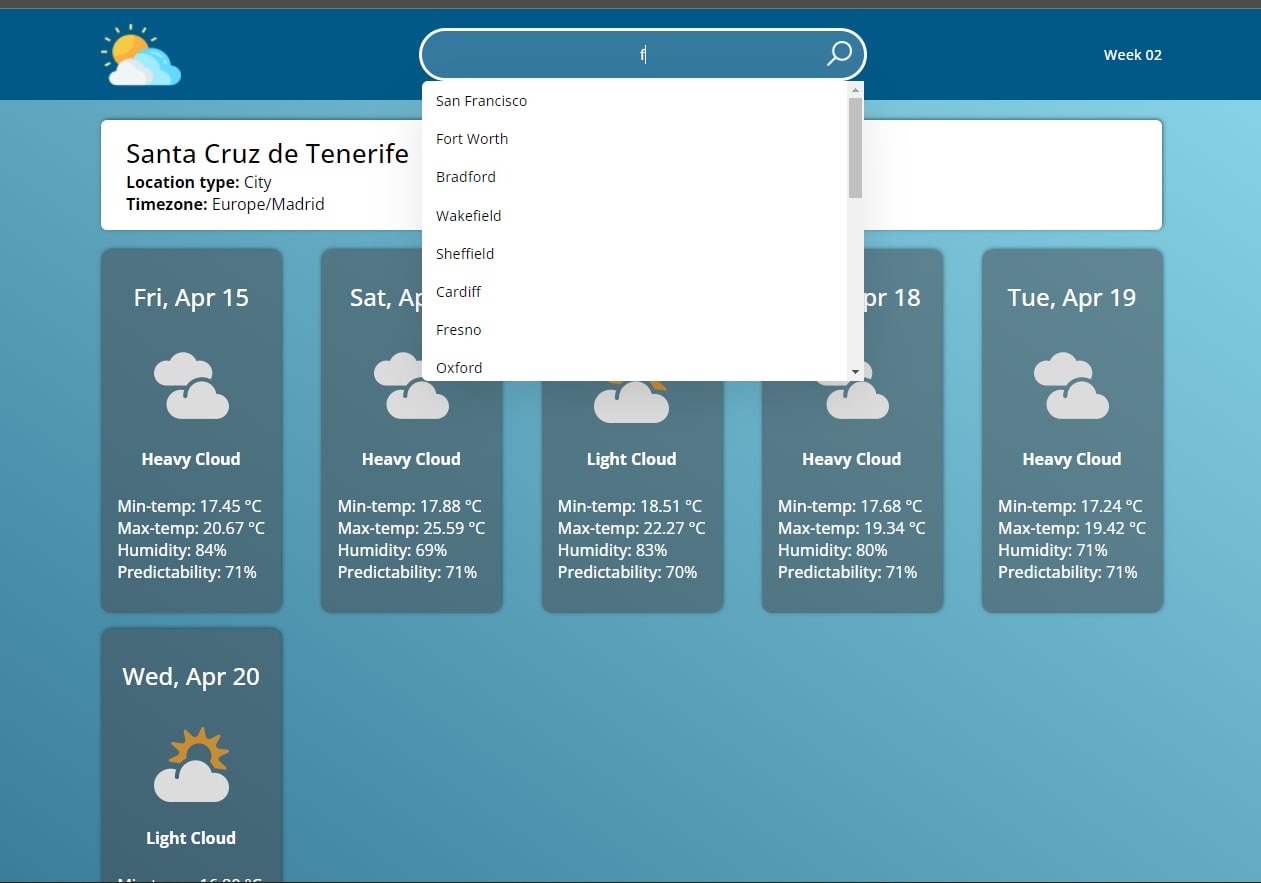 f
Week 02
San Francisco
Fort Worth
Bradford
Wakefield
Sheffield
Cardiff
Fresno
Oxford
Santa Cruz de Tenerife
Location type: City
Timezone: Europe/Madrid
Fri, Apr 15
Heavy Cloud
Min-temp: 17.45 °C
Max-temp: 20.67 °C
Humidity: 84%
Predictability: 71%
Sat, Ap
Heavy Cloud
Min-temp: 17.88 °C
Max-temp: 25.59 °C
Humidity: 69%
Predictability: 71%
Light Cloud
Min-temp: 18.51 °C
Max-temp: 22.27 °C
Humidity: 83%
Predictability: 70%
pr 18
Heavy Cloud
Min-temp: 17.68 °C
Max-temp: 19.34 °C
Humidity: 80%
Predictability: 71%
Tue, Apr 19
Heavy Cloud
Min-temp: 17.24 °C
Max-temp: 19.42 °C
Humidity: 71%
Predictability: 71%
Wed, Apr 20
Light Cloud